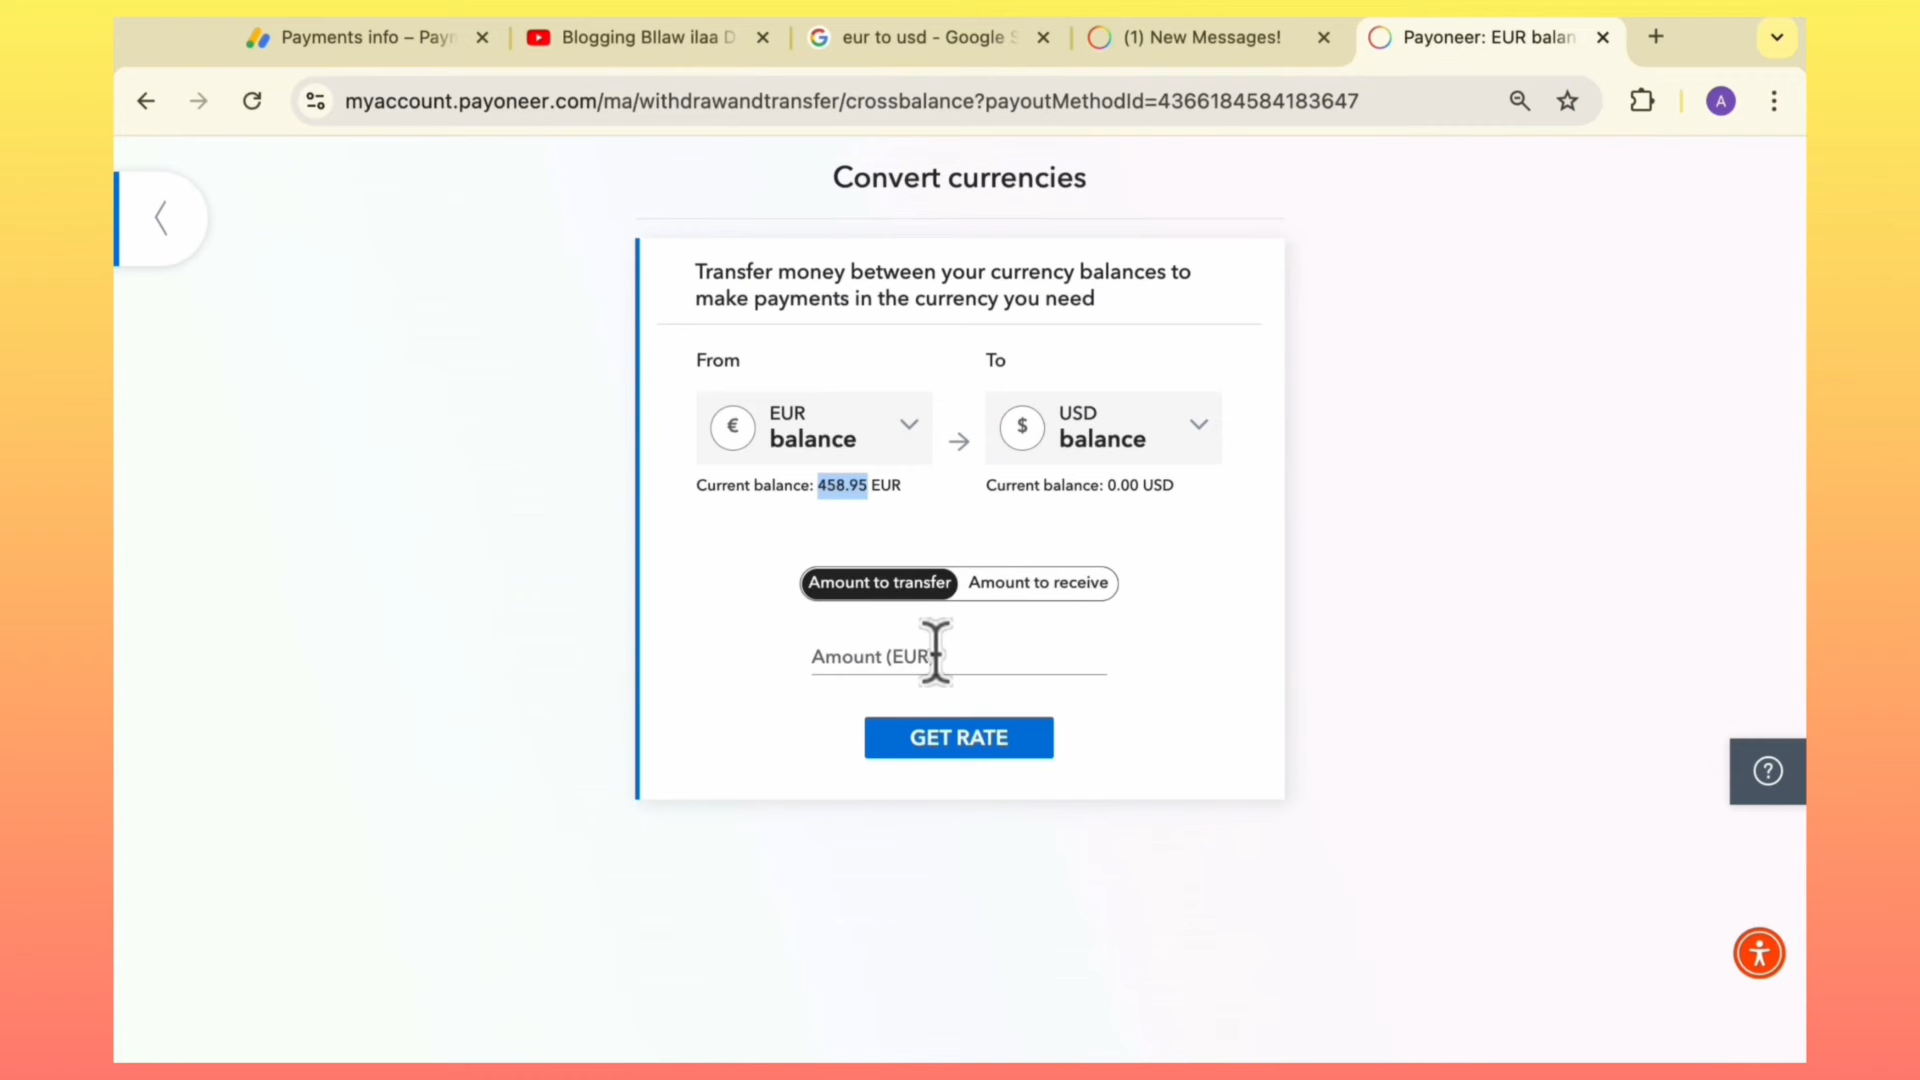 Payments info – Payn
Blogging Bllaw ilaa D
eur to usd - Google S
(1) New Messages!
Payoneer: EUR balan
myaccount.payoneer.com/ma/withdrawandtransfer/crossbalance?payoutMethodId=4366184584183647
A
Convert currencies
Transfer money between your currency balances to
make payments in the currency you need
From
To
€
EUR
balance
$
USD
balance
Current balance: 458.95 EUR
Current balance: 0.00 USD
Amount to transfer
Amount to receive
Amount (EUR
GET RATE
?